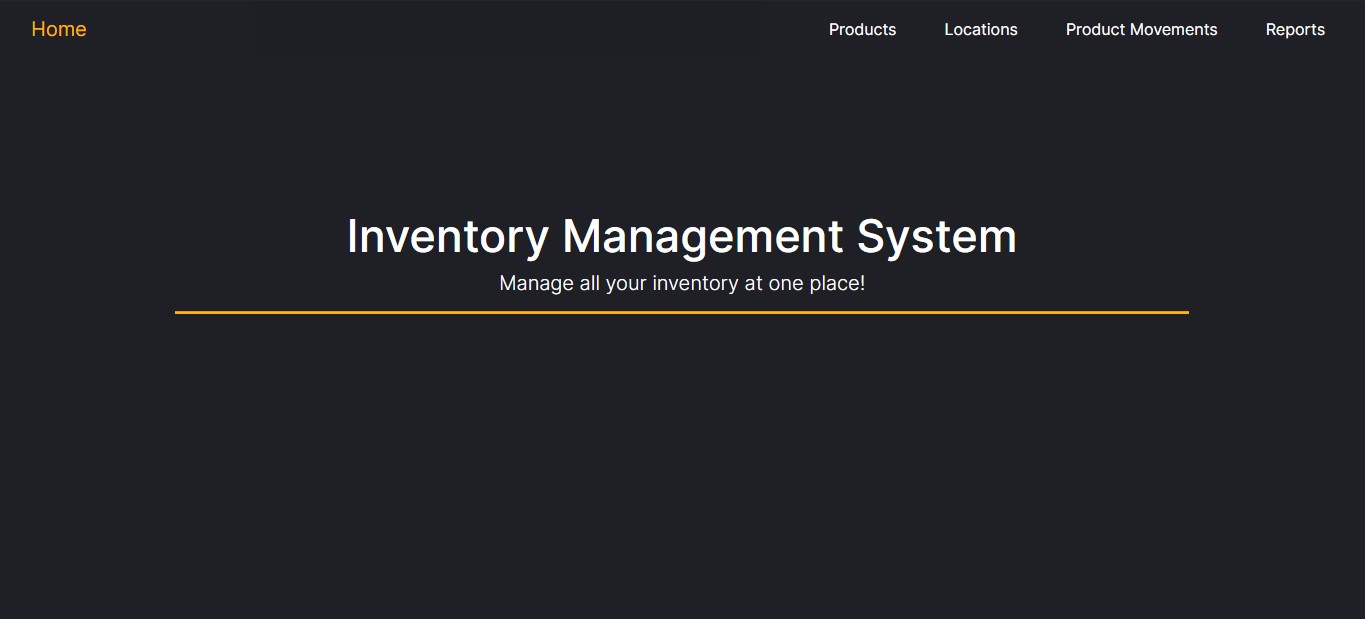 Home Products Locations Product Movements Reports
Inventory Management System
Manage all your inventory at one place!